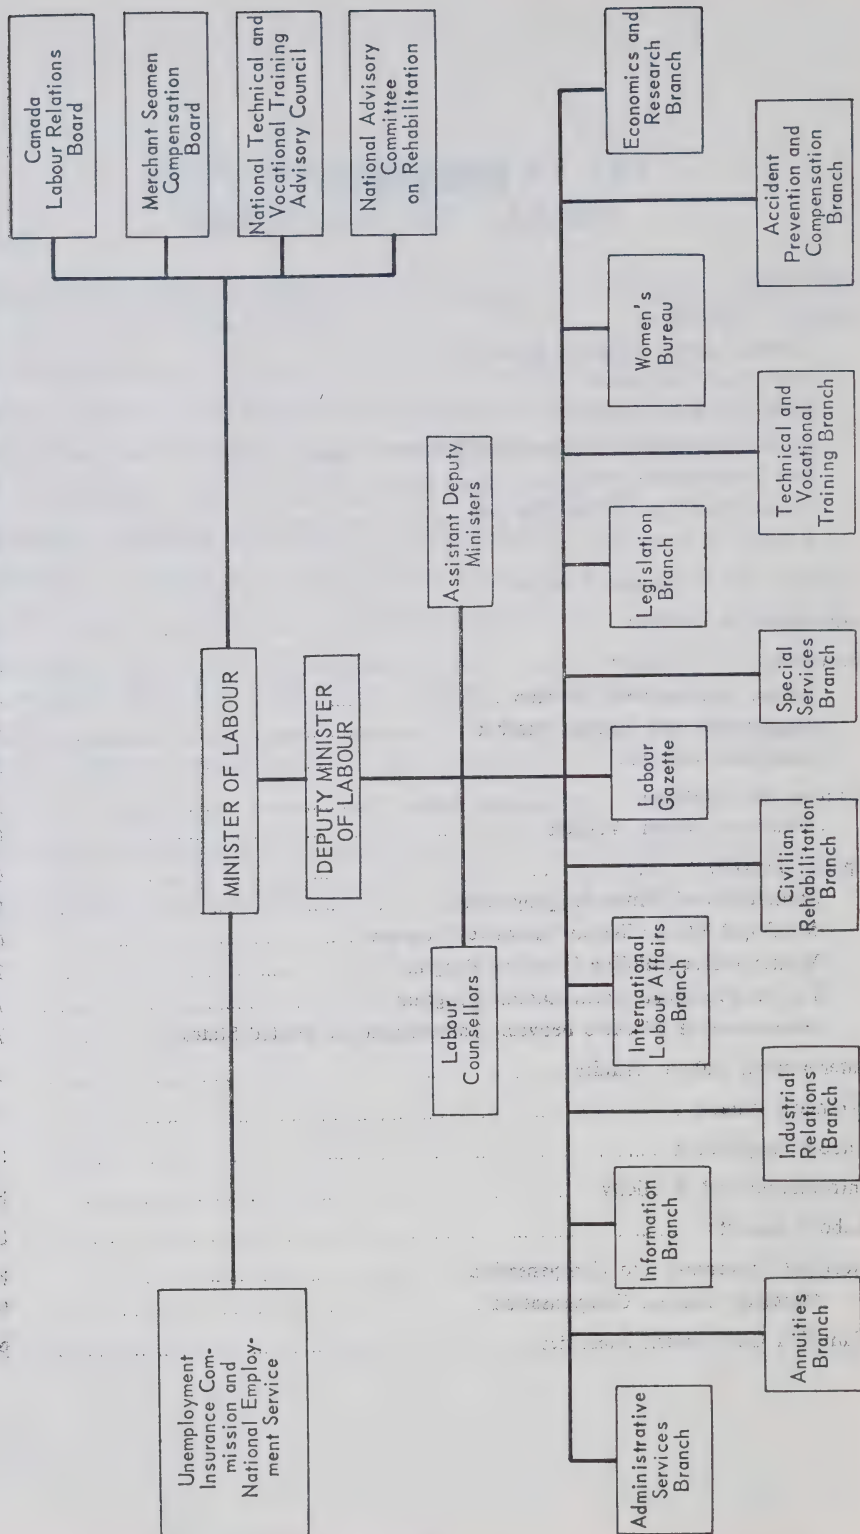 Canada
Labour Relations
Board
Merchant Seamen
Compensation
Board
National Technical and
Vocational Training
Advisory Council
National Advisory
Committee
on Rehabilitation
Unemployment
Insurance Com-
mission and
National Employ-
ment Service
MINISTER OF LABOUR
DEPUTY MINISTER
OF LABOUR
Labour
Counsellors
Assistant Deputy
Ministers
Administrative
Services
Branch
Information
Branch
International
Labour Affairs
Branch
Labour
Gazette
Legislation
Branch
Women's
Bureau
Economics and
Research
Branch
Annuities
Branch
Industrial
Relations
Branch
Civilian
Rehabilitation
Branch
Special
Services
Branch
Technical and
Vocational
Training Branch
Accident
Prevention and
Compensation
Branch